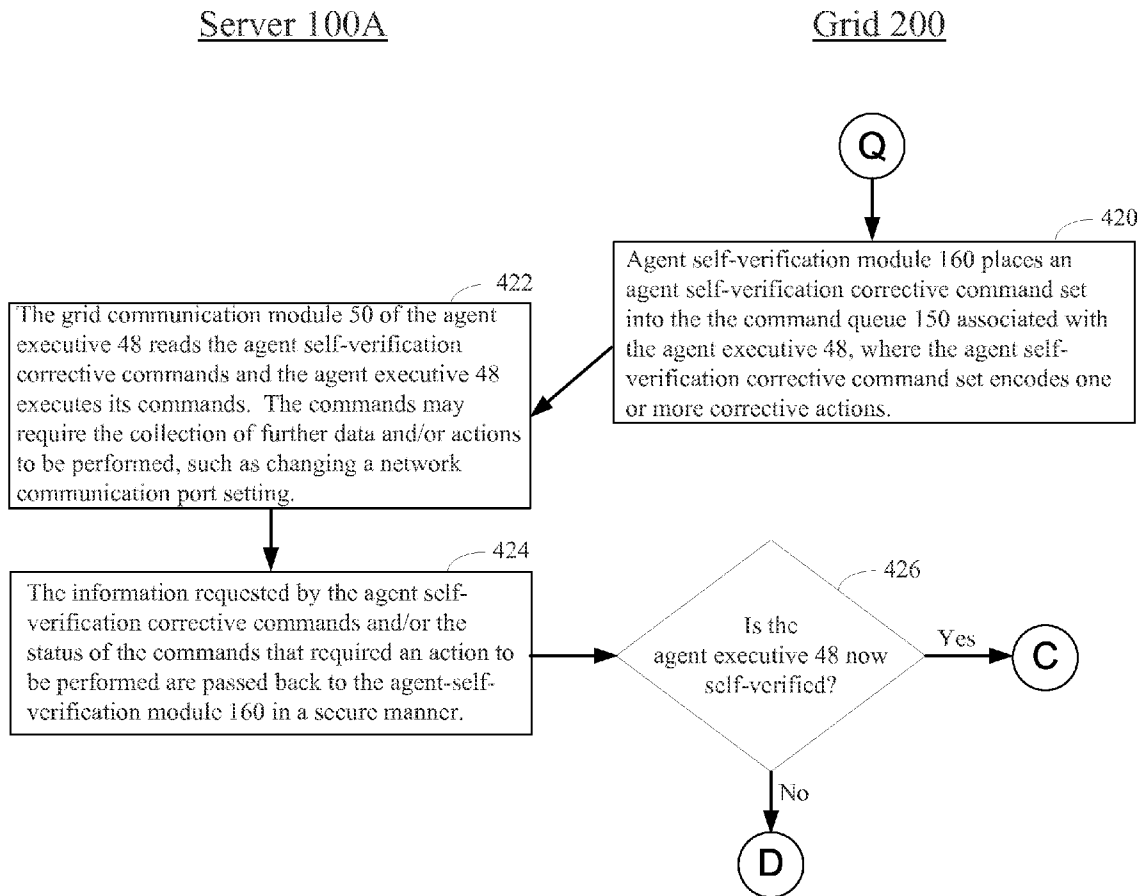 Server 100A
Grid 200
Q
420
Agent self-verification module 160 places an
agent self-verification corrective command set
into the the command queue 150 associated with
the agent executive 48, where the agent self-
verification corrective command set encodes one
or more corrective actions.
422
The grid communication module 50 of the agent
executive 48 reads the agent self-verification
corrective commands and the agent executive 48
executes its commands. The commands may
require the collection of further data and/or actions
to be performed, such as changing a network
communication port setting.
424
The information requested by the agent self-
verification corrective commands and/or the
status of the commands that required an action to
be performed are passed back to the agent-self-
verification module 160 in a secure manner.
426
Is the
agent executive 48 now
self-verified?
Yes
C
No
D